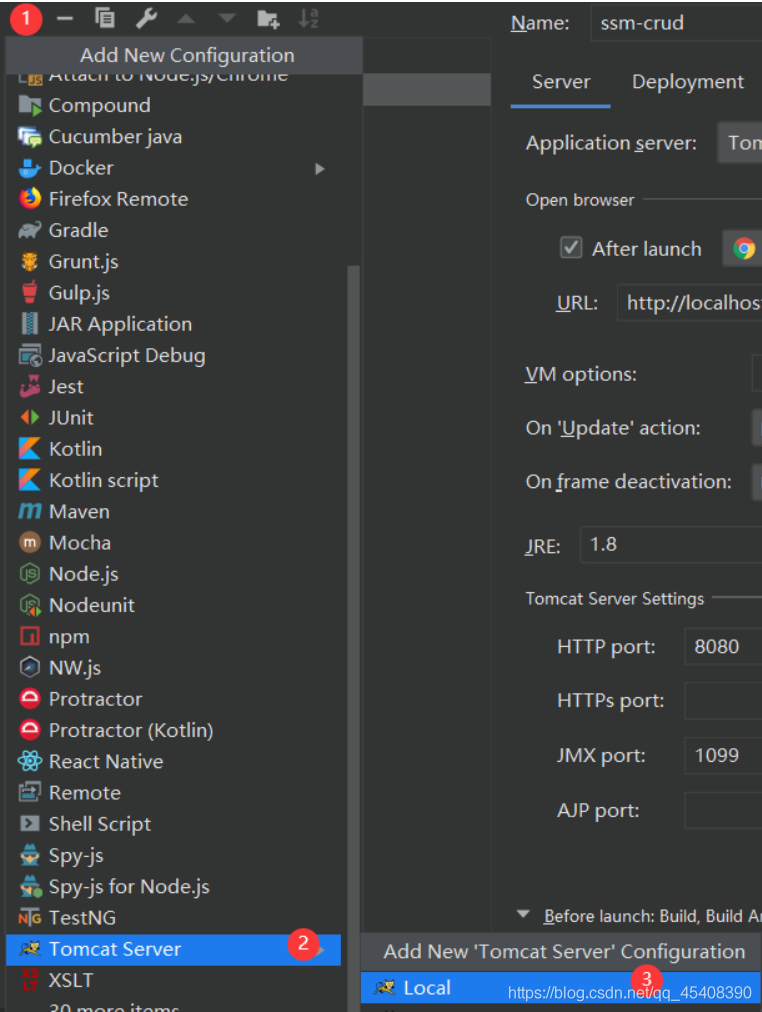 1
Add New Configuration
Attach to Node.js/Chrome
Compound
Cucumber java
Docker
Firefox Remote
Gradle
Grunt.js
Gulp.js
JAR Application
JavaScript Debug
Jest
JUnit
Kotlin
Kotlin script
Maven
Mocha
Node.js
Nodeunit
npm
NW.js
Protractor
Protractor (Kotlin)
React Native
Remote
Shell Script
Spy-js
Spy-js for Node.js
TestNG
Tomcat Server 2
XSLT
30 more items
Name: ssm-crud
Server Deployment
Application server: Tom
Open browser
After launch
URL: http://localhos
VM options:
On 'Update' action:
On frame deactivation:
JRE: 1.8
Tomcat Server Settings
HTTP port: 8080
HTTPs port:
JMX port: 1099
AJP port:
Before launch: Build, Build Ar
Add New 'Tomcat Server' Configuration
Local 3
https://blog.csdn.net/qq_45408390